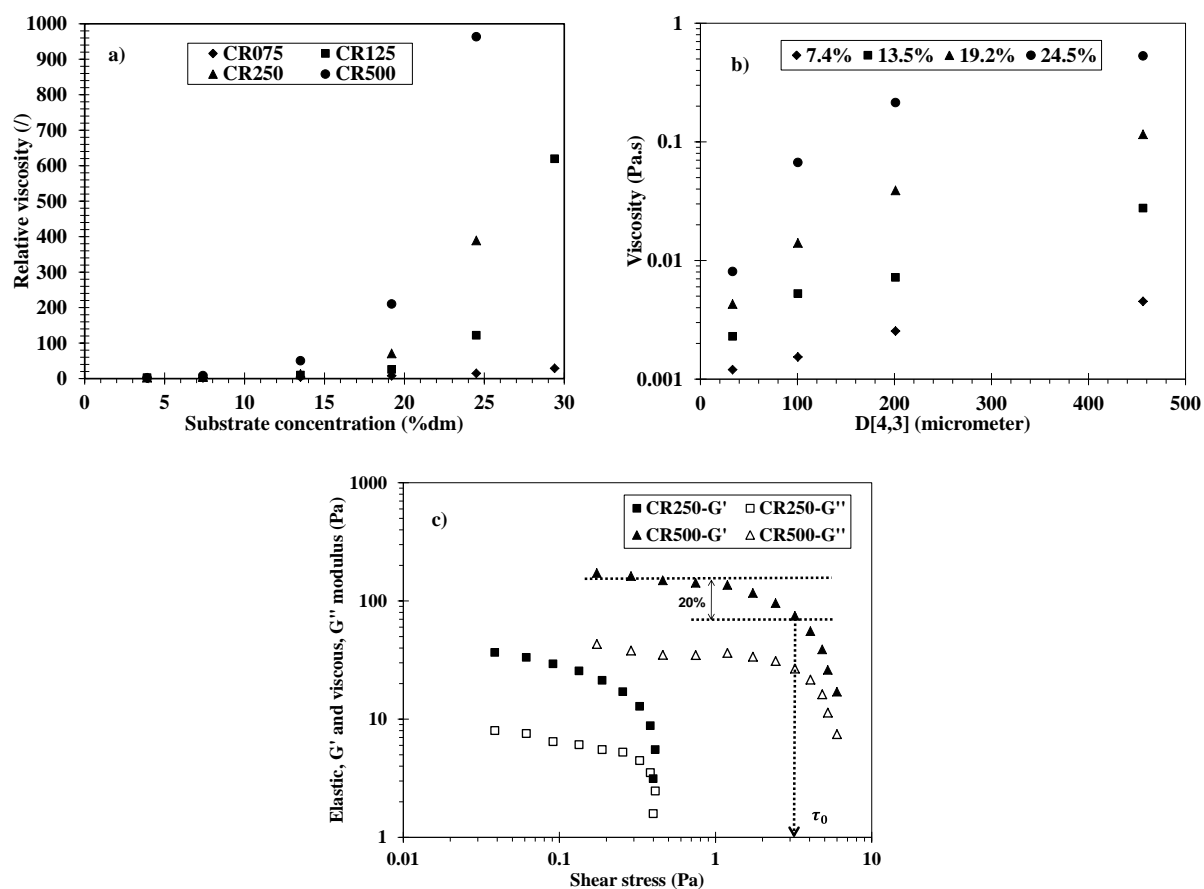 a)
CR075 CR125
CR250 CR500
1000
900
800
700
600
500
400
300
200
100
0
Relative viscosity (/)
0 5 10 15 20 25 30
Substrate concentration (%dm)
b)
7.4% 13.5% 19.2% 24.5%
1
0.1
0.01
0.001
Viscosity (Pa.s)
0 100 200 300 400 500
D[4,3] (micrometer)
c)
CR250-G' CR250-G''
CR500-G' CR500-G''
1000
100
10
1
Elastic, G' and viscous, G'' modulus (Pa)
20%
τ₀
0.01 0.1 1 10
Shear stress (Pa)